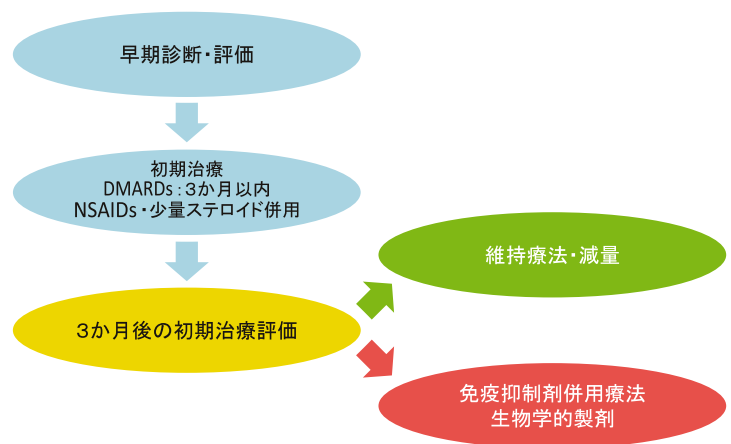 早期診断・評価
初期治療
DMARDs：３か月以内
NSAIDs・少量ステロイド併用
３か月後の初期治療評価
維持療法・減量
免疫抑制剤併用療法
生物学的製剤